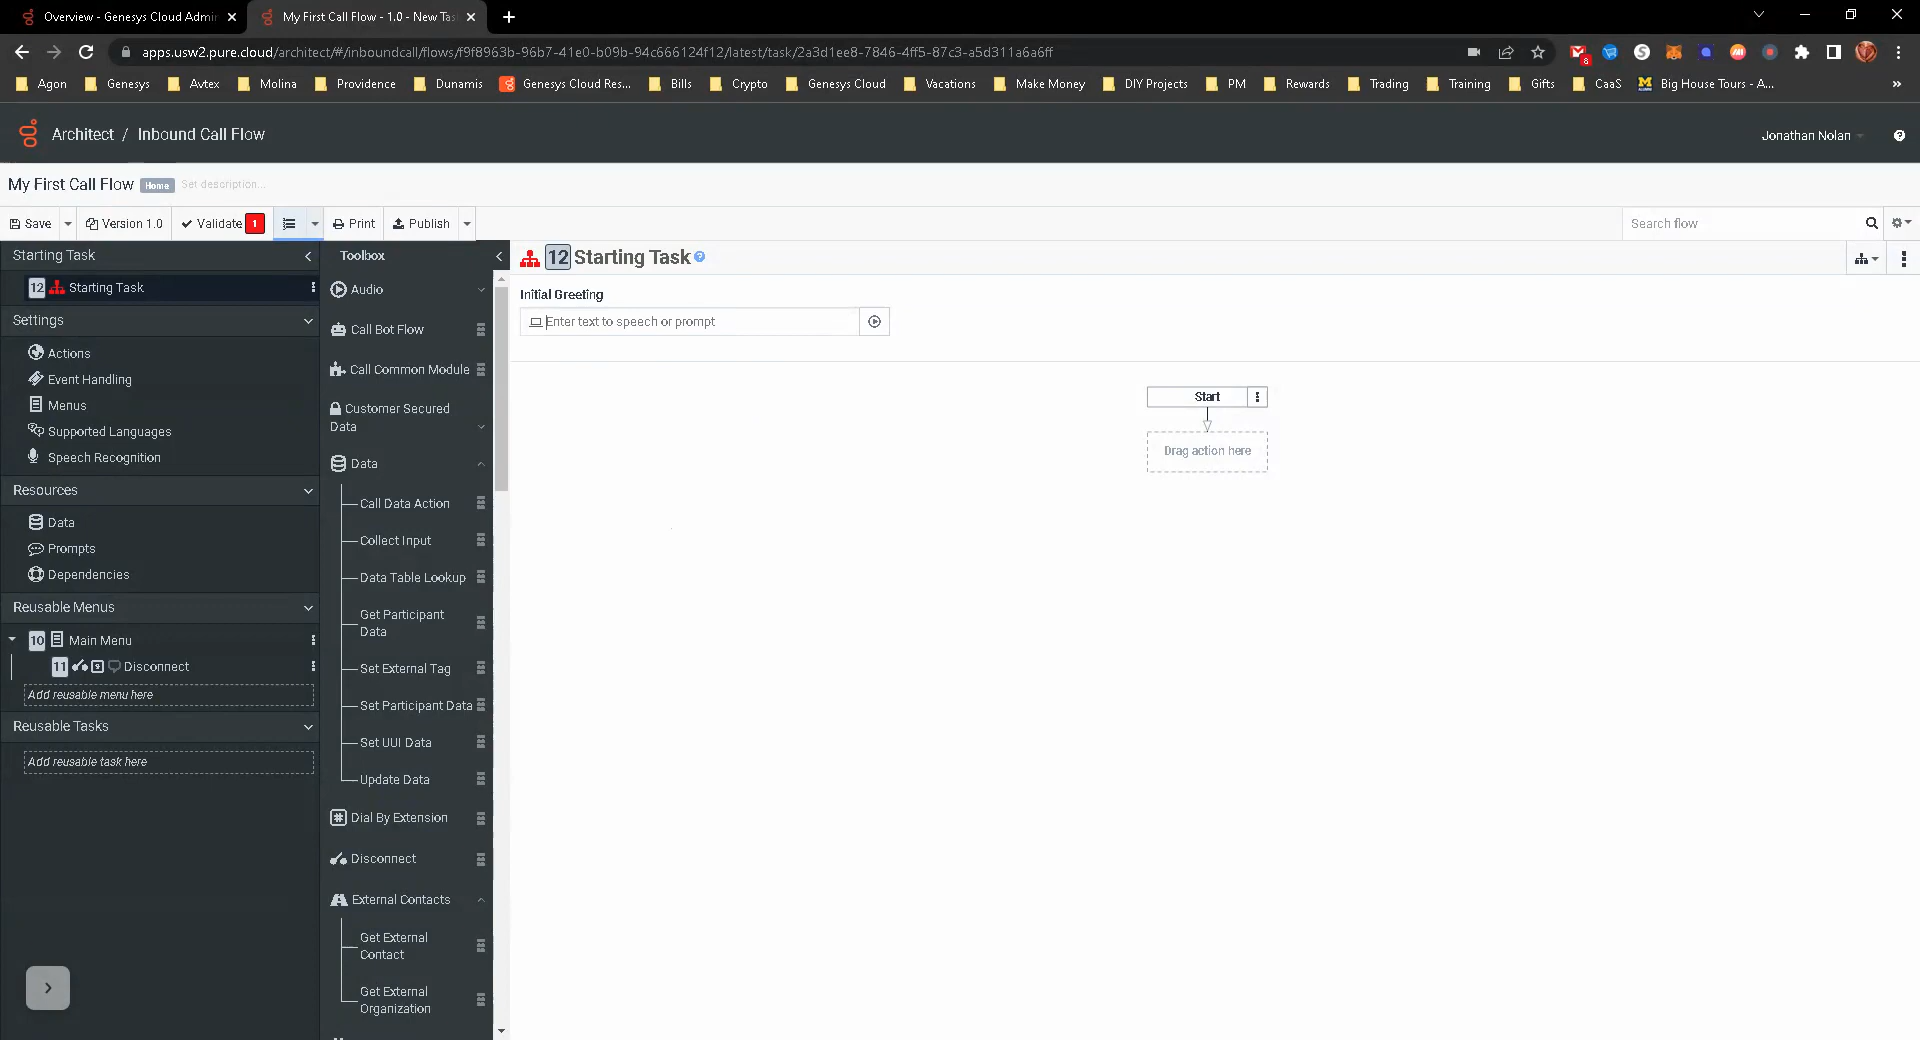 Overview - Genesys Cloud Admir
My First Call Flow - 1.0 - New Tas
apps.usw2.pure.cloud/architect/#/inboundcall/flows/f9f8963b-96b7-41e0-b09b-94c666124f12/latest/task/2a3d1ee8-7846-4ff5-87c3-a5d311a6a6ff
8
Agon
Genesys
Avtex
Molina
Providence
Dunamis
Genesys Cloud Res...
Bills
Crypto
Genesys Cloud
Vacations
Make Money
DIY Projects
PM
Rewards
Trading
Training
Gifts
CaaS
Big House Tours - A...
»
Architect / Inbound Call Flow
Jonathan Nolan
My First Call Flow Home Set description...
Save
Version 1.0
Validate 1
Print
Publish
Search flow
Starting Task
12 Starting Task
Settings
Actions
Event Handling
Menus
Supported Languages
Speech Recognition
Resources
Data
Prompts
Dependencies
Reusable Menus
10 Main Menu
11 9 Disconnect
Add reusable menu here
Reusable Tasks
Add reusable task here
Toolbox
Audio
Call Bot Flow
Call Common Module
Customer Secured
Data
Data
Call Data Action
Collect Input
Data Table Lookup
Get Participant
Data
Set External Tag
Set Participant Data
Set UUI Data
Update Data
Dial By Extension
Disconnect
External Contacts
Get External
Contact
Get External
Organization
12 Starting Task
Initial Greeting
Enter text to speech or prompt
Start
Drag action here